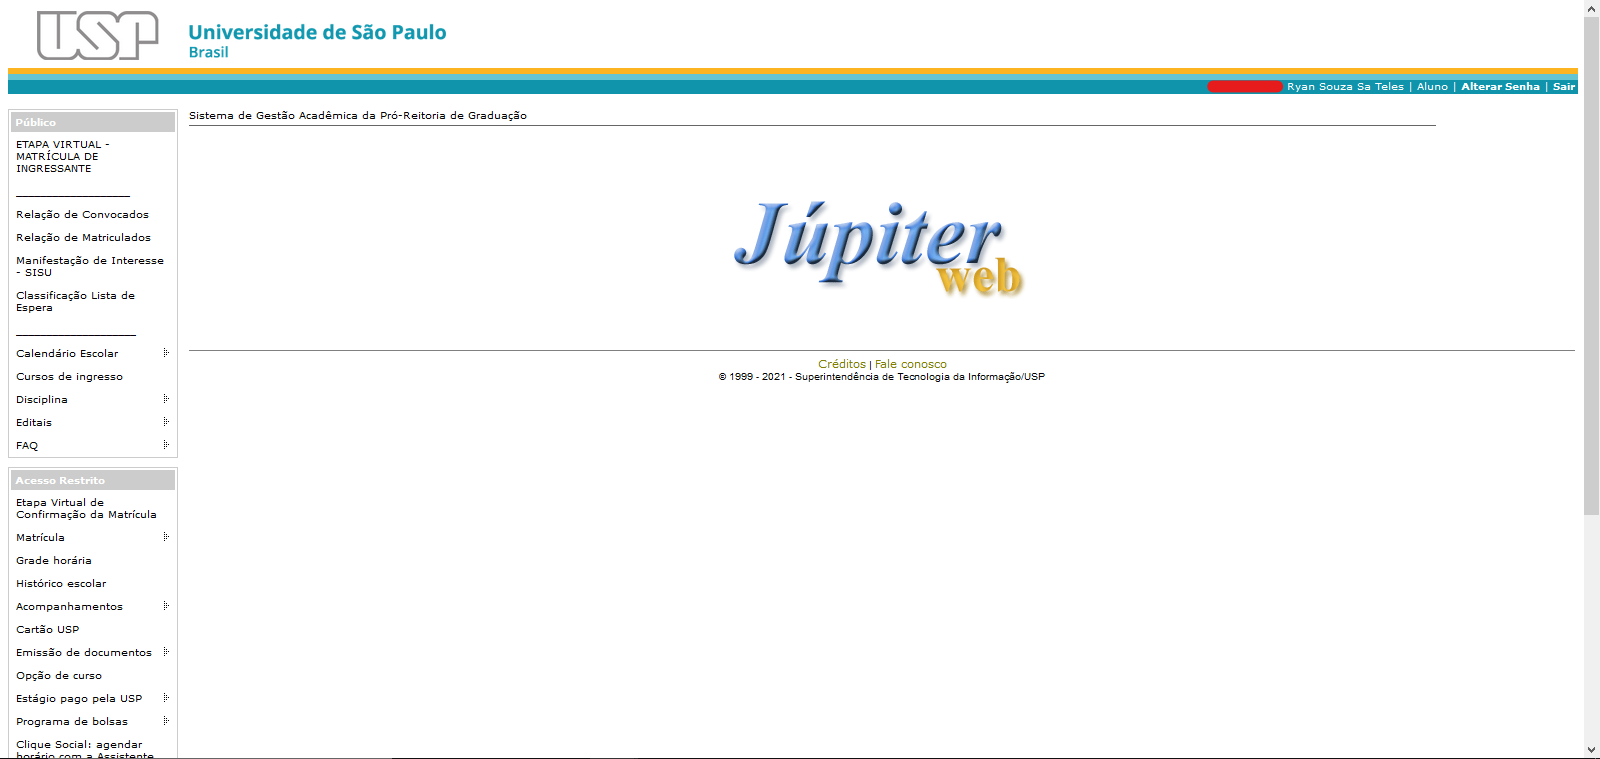 USP
Universidade de São Paulo
Brasil
Ryan Souza Sa Teles | Aluno | Alterar Senha | Sair
Público
ETAPA VIRTUAL -
MATRÍCULA DE
INGRESSANTE
___________________
Relação de Convocados
Relação de Matriculados
Manifestação de Interesse
- SISU
Classificação Lista de
Espera
____________________
Calendário Escolar
Cursos de ingresso
Disciplina
Editais
FAQ
Acesso Restrito
Etapa Virtual de
Confirmação da Matrícula
Matrícula
Grade horária
Histórico escolar
Acompanhamentos
Cartão USP
Emissão de documentos
Opção de curso
Estágio pago pela USP
Programa de bolsas
Clique Social: agendar
horário com a Assistente
Sistema de Gestão Acadêmica da Pró-Reitoria de Graduação
Júpiter
web
Créditos | Fale conosco
© 1999 - 2021 - Superintendência de Tecnologia da Informação/USP